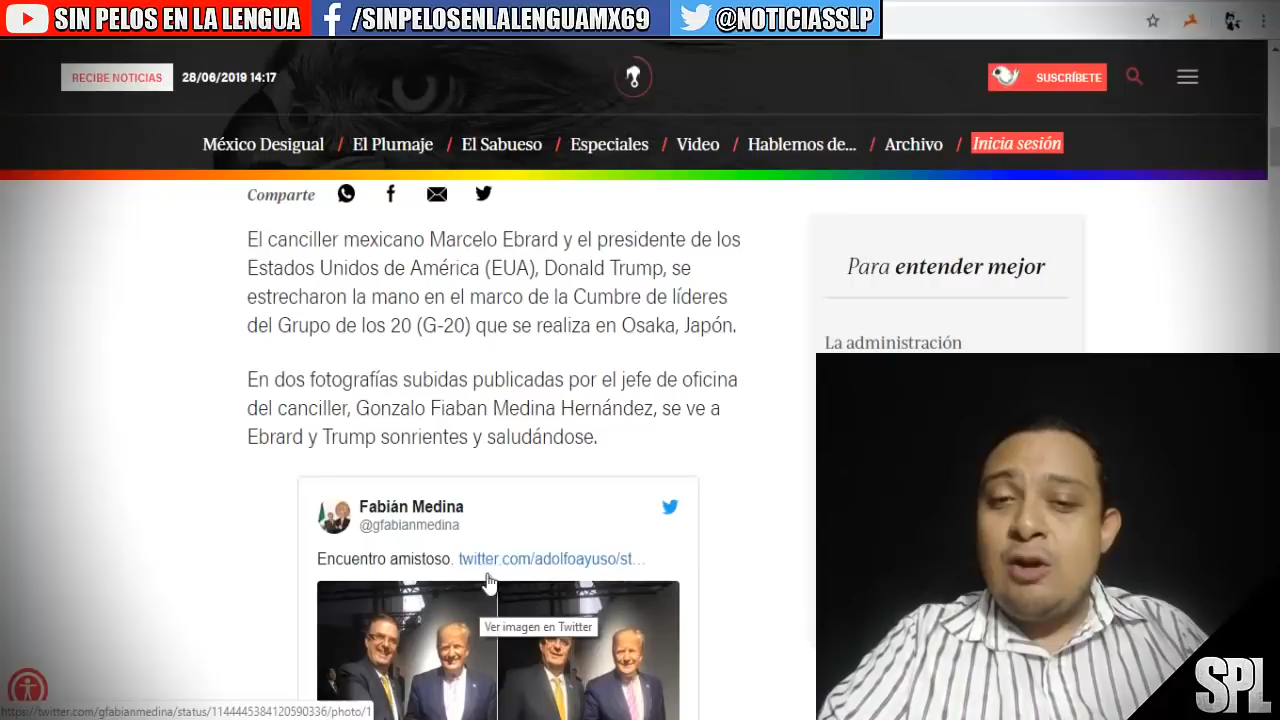 SIN PELOS EN LA LENGUA
/SINPELOSENLALENGUAMX69
@NOTICIASSLP
RECIBE NOTICIAS
28/06/2019 14:17
SUSCRÍBETE
México Desigual / El Plumaje / El Sabueso / Especiales / Video / Hablemos de... / Archivo / Inicia sesión
Comparte
El canciller mexicano Marcelo Ebrard y el presidente de los
Estados Unidos de América (EUA), Donald Trump, se
estrecharon la mano en el marco de la Cumbre de líderes
del Grupo de los 20 (G-20) que se realiza en Osaka, Japón.
En dos fotografías subidas publicadas por el jefe de oficina
del canciller, Gonzalo Fiaban Medina Hernández, se ve a
Ebrard y Trump sonrientes y saludándose.
Para entender mejor
La administración
Fabián Medina
@gfabianmedina
Encuentro amistoso. twitter.com/adolfoayuso/st...
Ver imagen en Twitter
https://twitter.com/gfabianmedina/status/1144445384120590336/photo/1
SPL